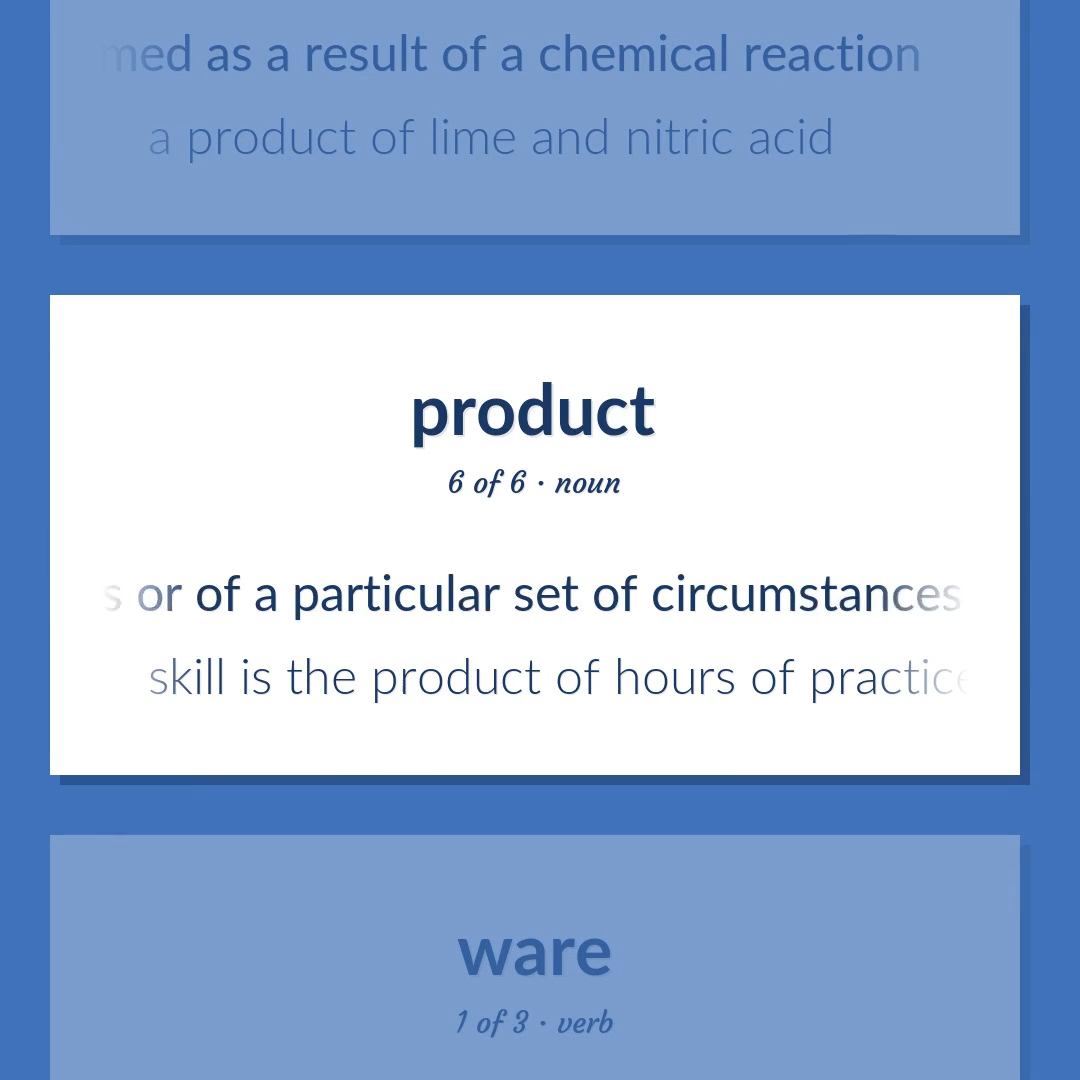 med as a result of a chemical reaction
a product of lime and nitric acid
product
6 of 6 · noun
s or of a particular set of circumstances
skill is the product of hours of practice
ware
1 of 3 · verb